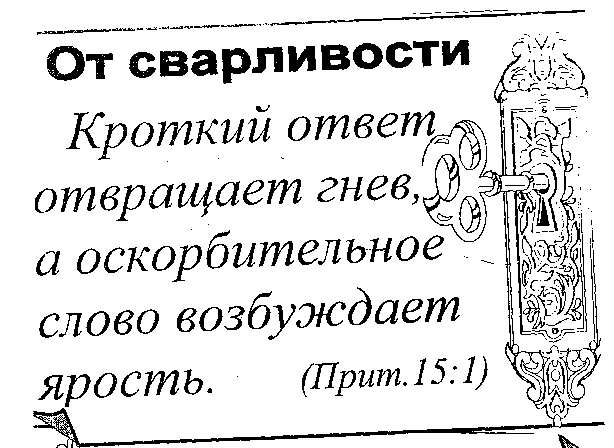 От сварливости
Кроткий ответ
отвращает гнев,
а оскорбительное
слово возбуждает
ярость. (Прит.15:1)